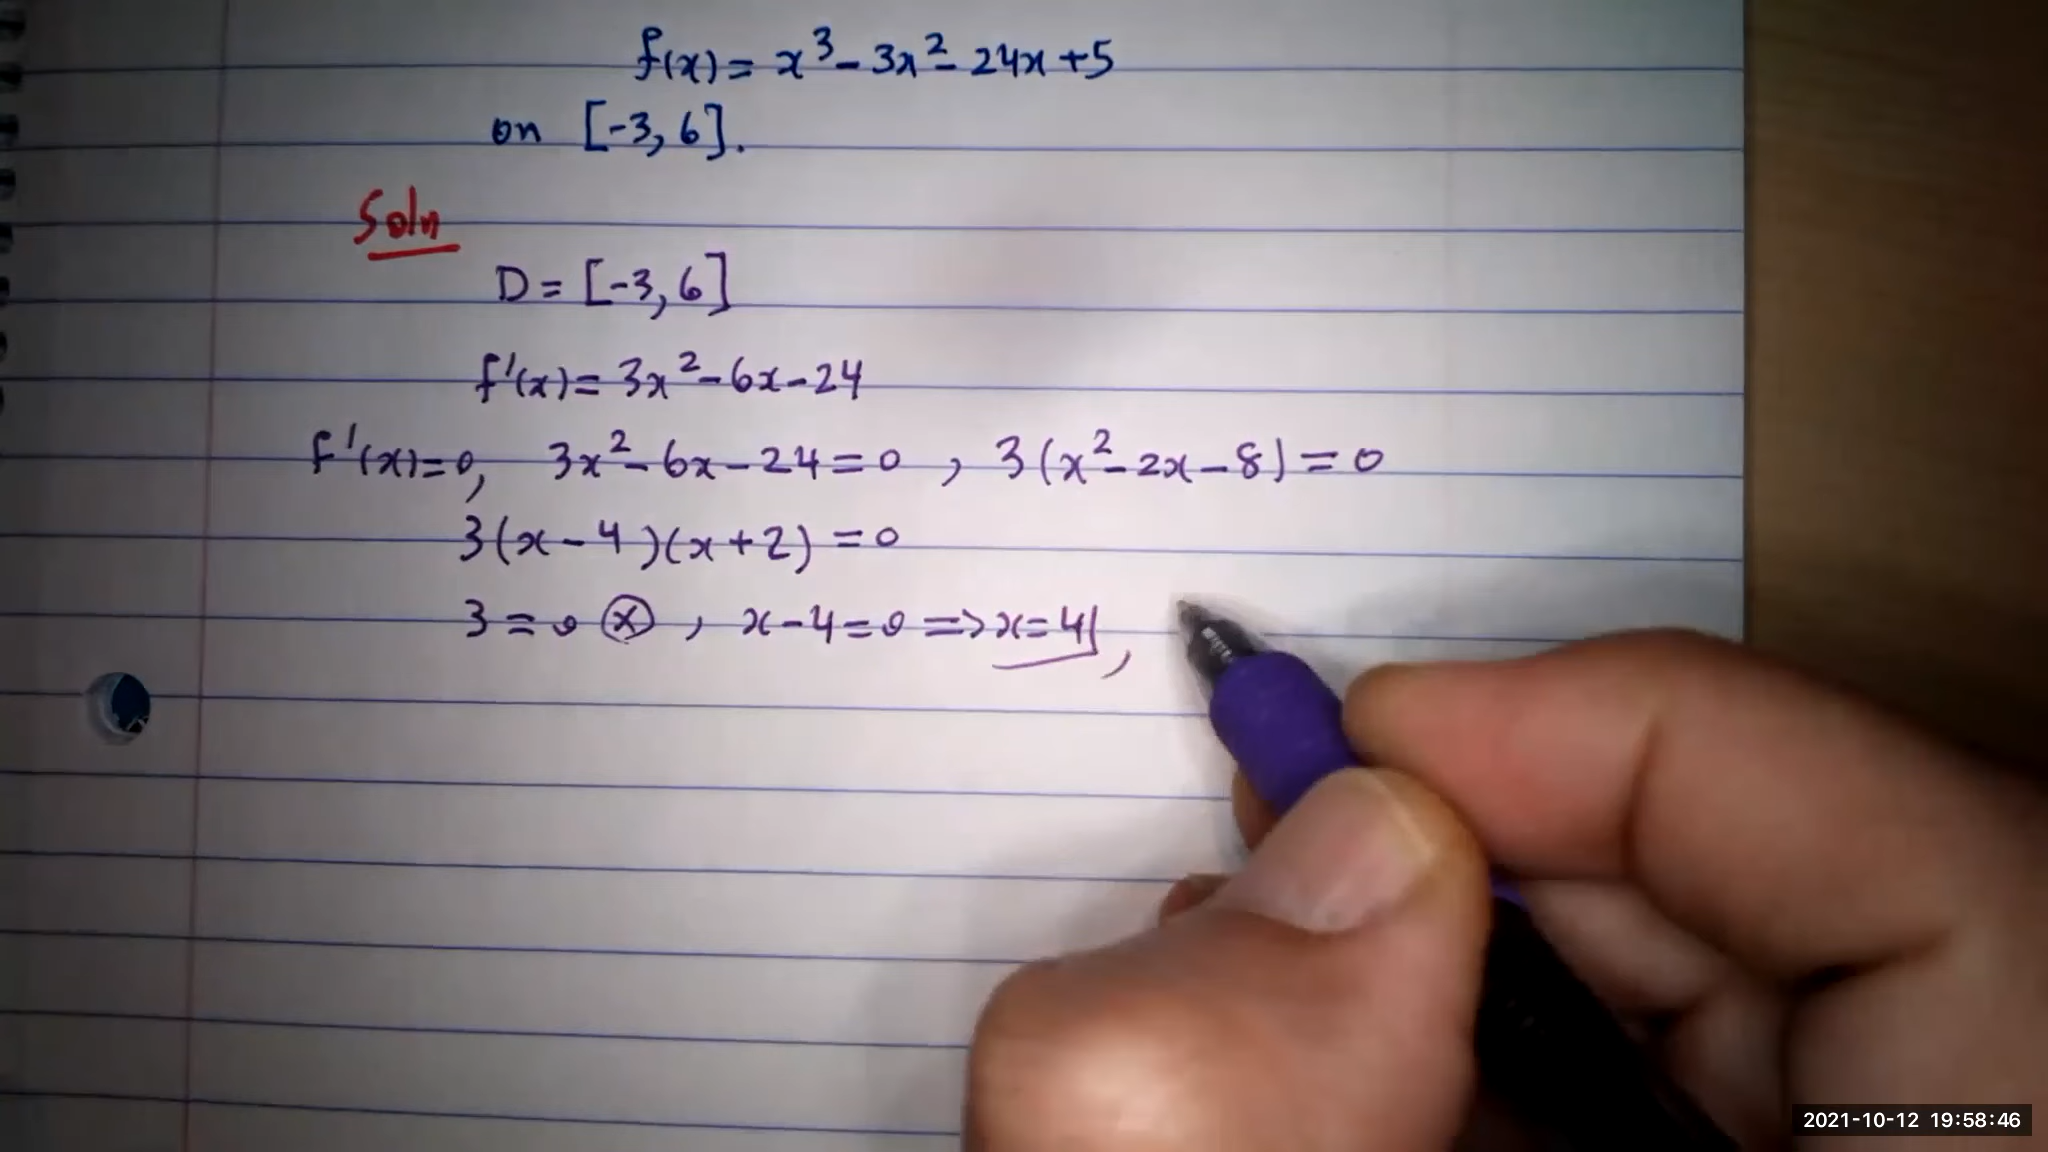 f(x) = x³ - 3x² - 24x + 5
on [-3, 6].
Soln
D = [-3, 6]
f'(x) = 3x² - 6x - 24
f'(x) = 0, 3x² - 6x - 24 = 0 , 3(x² - 2x - 8) = 0
3(x - 4)(x + 2) = 0
3 = 0 ⓧ , x - 4 = 0 => x = 4 ,
2021-10-12 19:58:46